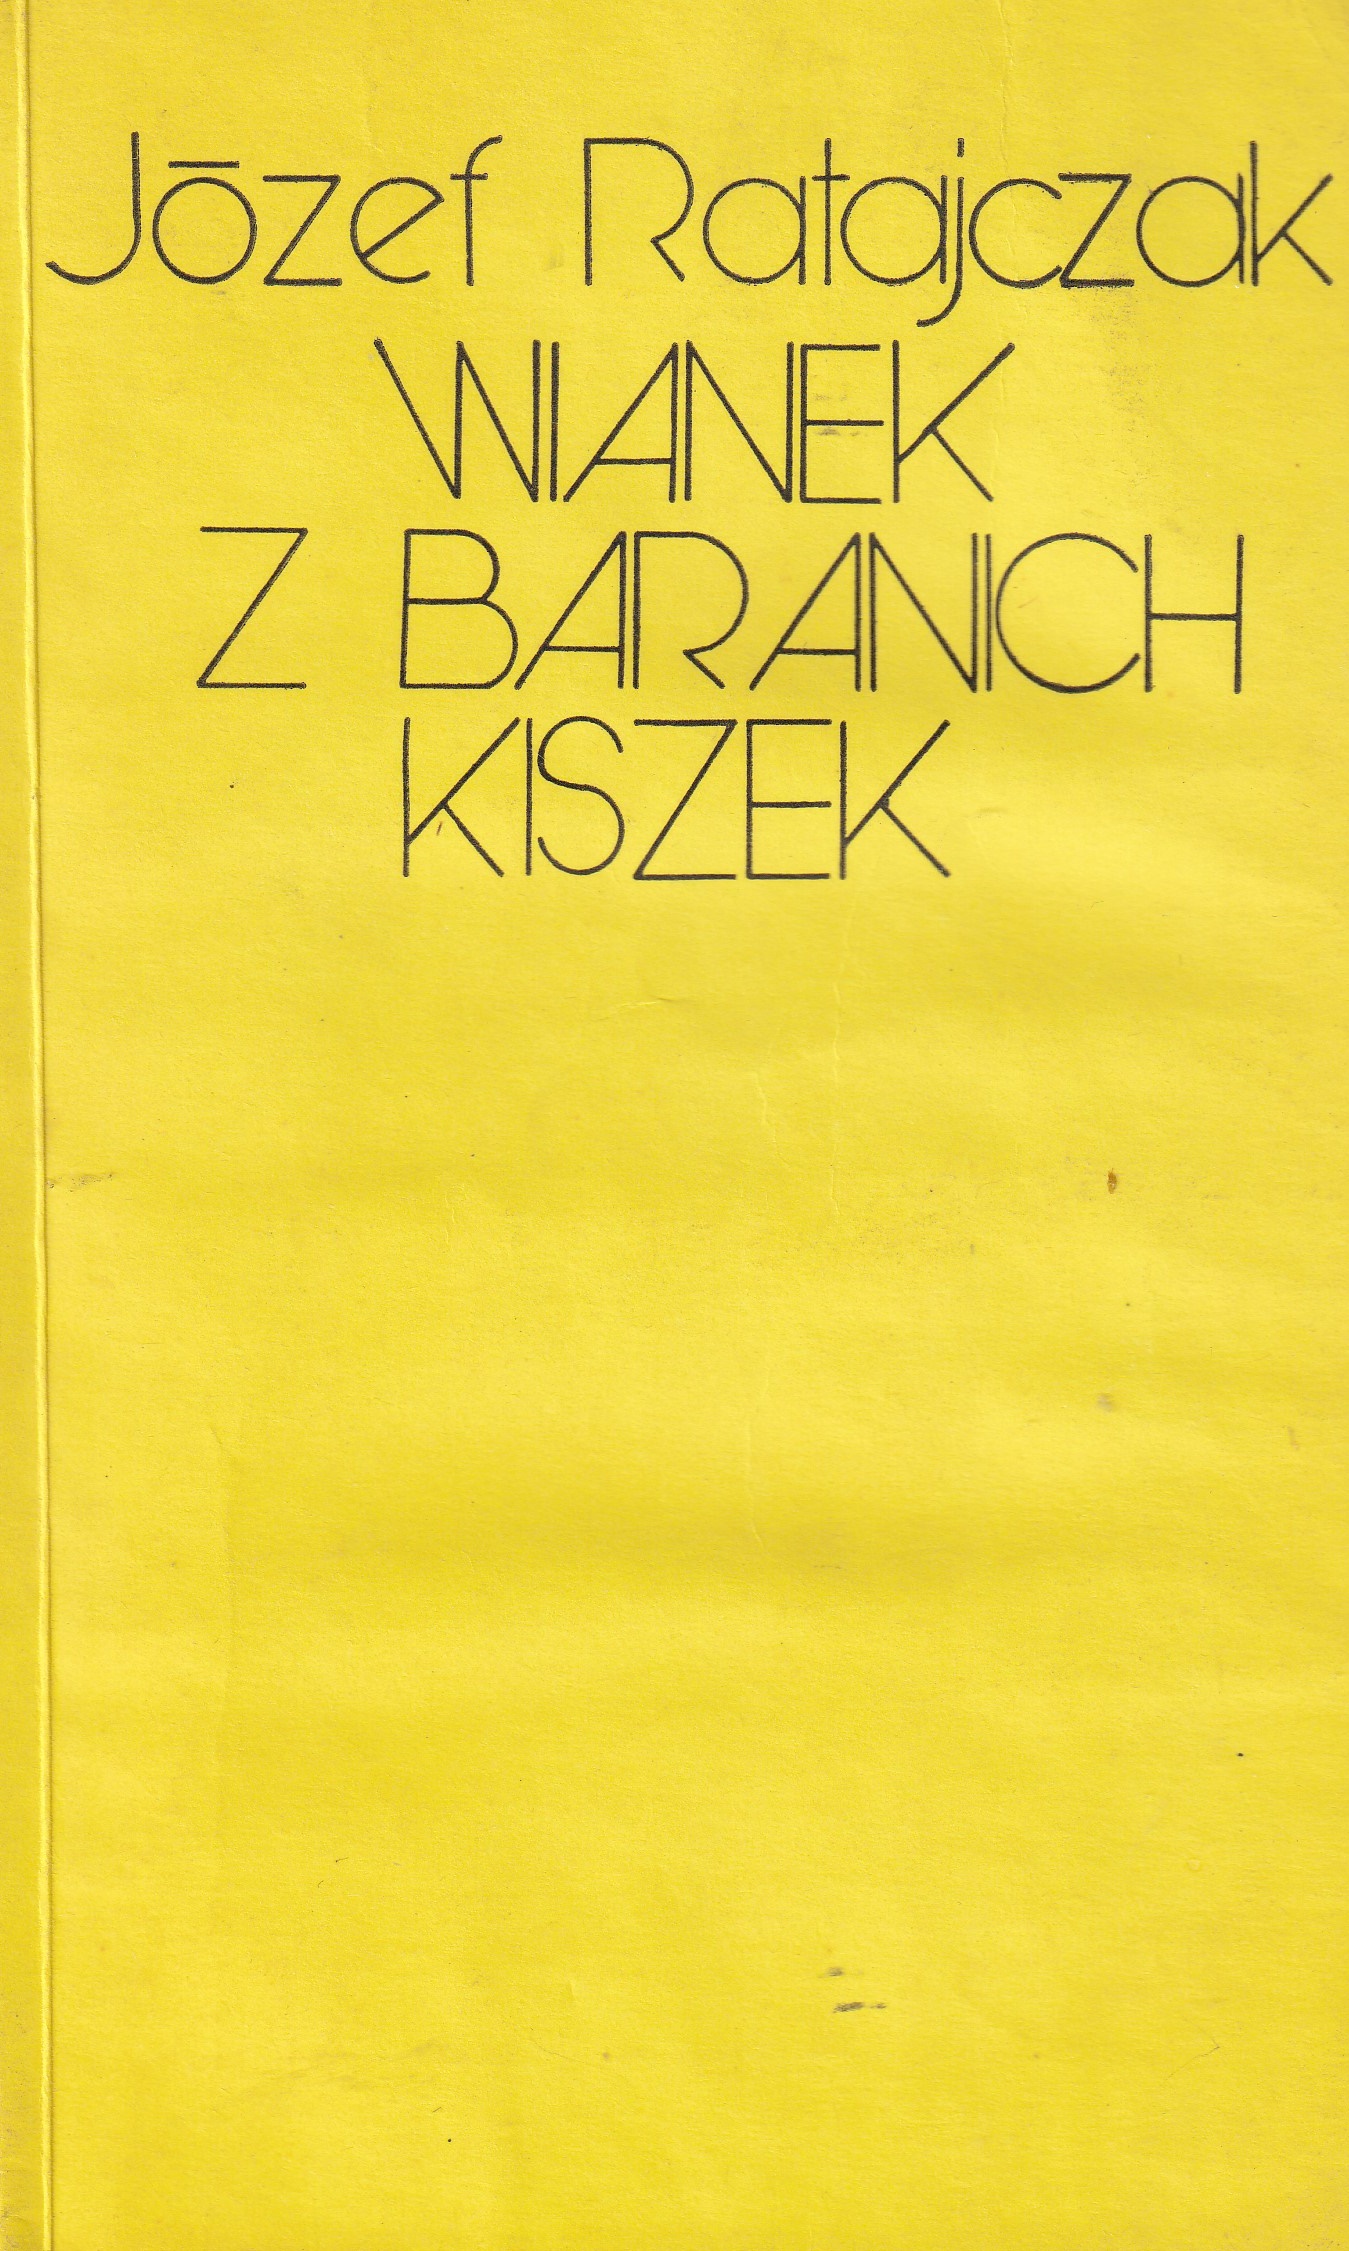 Józef Ratajczak
WIANEK
Z BARANICH
KISZEK